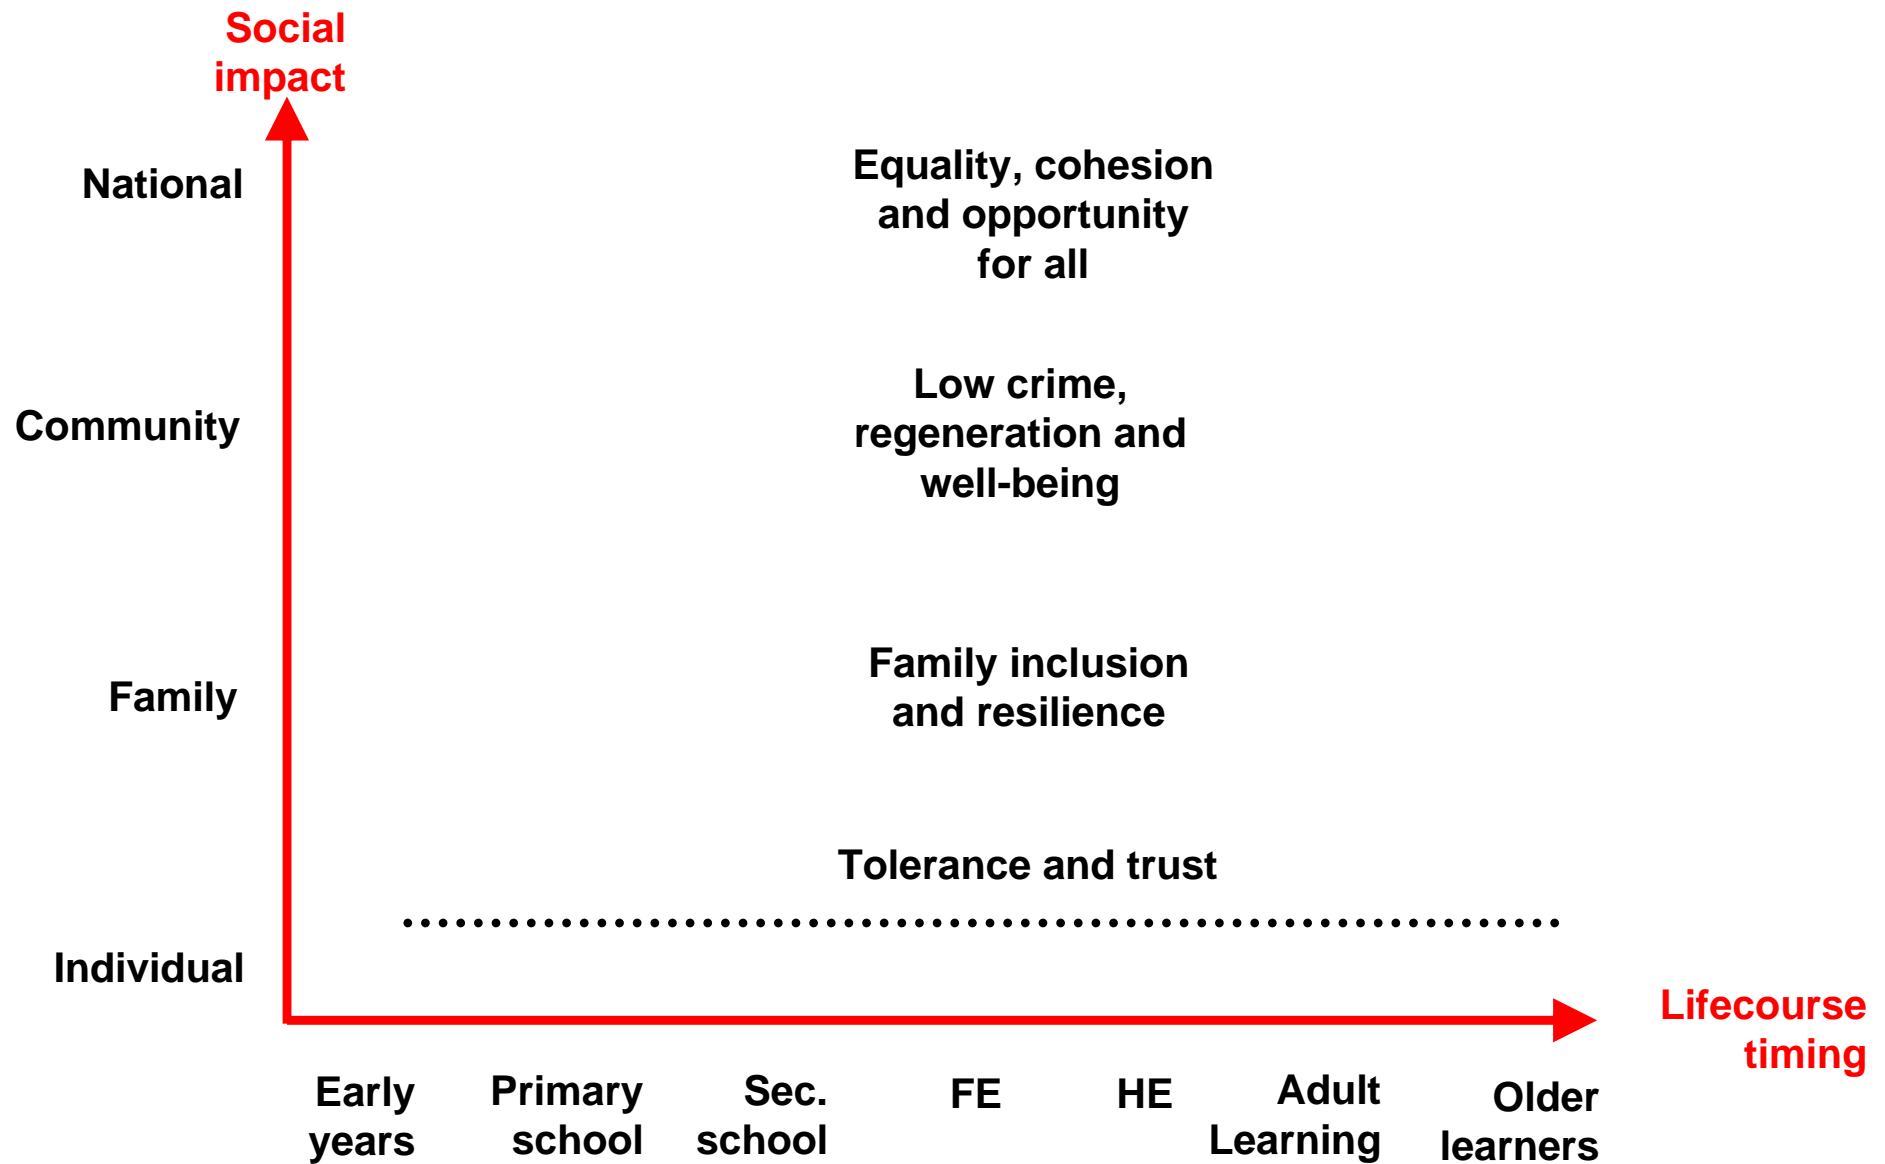 Social
impact
National
Equality, cohesion
and opportunity
for all
Community
Low crime,
regeneration and
well-being
Family
Family inclusion
and resilience
Tolerance and trust
Individual
Lifecourse
timing
Early
years
Primary
school
Sec.
school
FE
HE
Adult
Learning
Older
learners